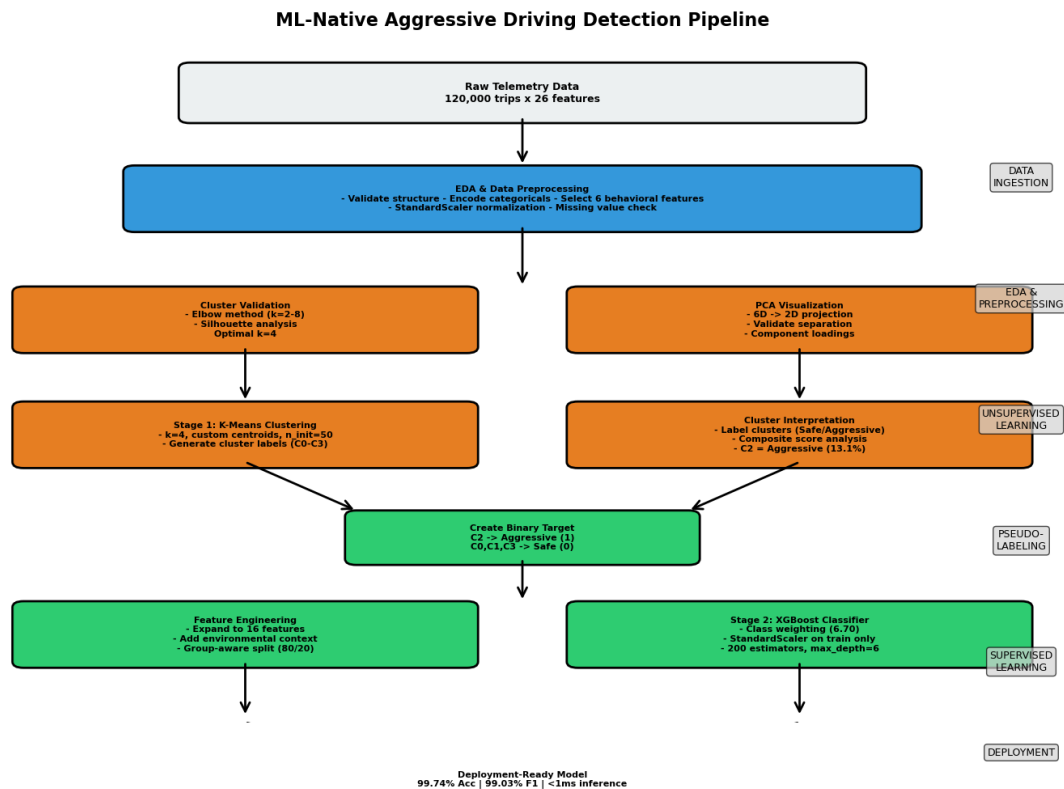 ML-Native Aggressive Driving Detection Pipeline
Raw Telemetry Data
120,000 trips x 26 features
DATA
INGESTION
EDA & Data Preprocessing
- Validate structure - Encode categoricals - Select 6 behavioral features
- StandardScaler normalization - Missing value check
EDA &
PREPROCESSING
Cluster Validation
- Elbow method (k=2-8)
- Silhouette analysis
Optimal k=4
PCA Visualization
- 6D -> 2D projection
- Validate separation
- Component loadings
UNSUPERVISED
LEARNING
Stage 1: K-Means Clustering
- k=4, custom centroids, n_init=50
- Generate cluster labels (C0-C3)
Cluster Interpretation
- Label clusters (Safe/Aggressive)
- Composite score analysis
- C2 = Aggressive (13.1%)
Create Binary Target
C2 -> Aggressive (1)
C0,C1,C3 -> Safe (0)
PSEUDO-
LABELING
Feature Engineering
- Expand to 16 features
- Add environmental context
- Group-aware split (80/20)
Stage 2: XGBoost Classifier
- Class weighting (6.70)
- StandardScaler on train only
- 200 estimators, max_depth=6
SUPERVISED
LEARNING
DEPLOYMENT
Deployment-Ready Model
99.74% Acc | 99.03% F1 | <1ms inference